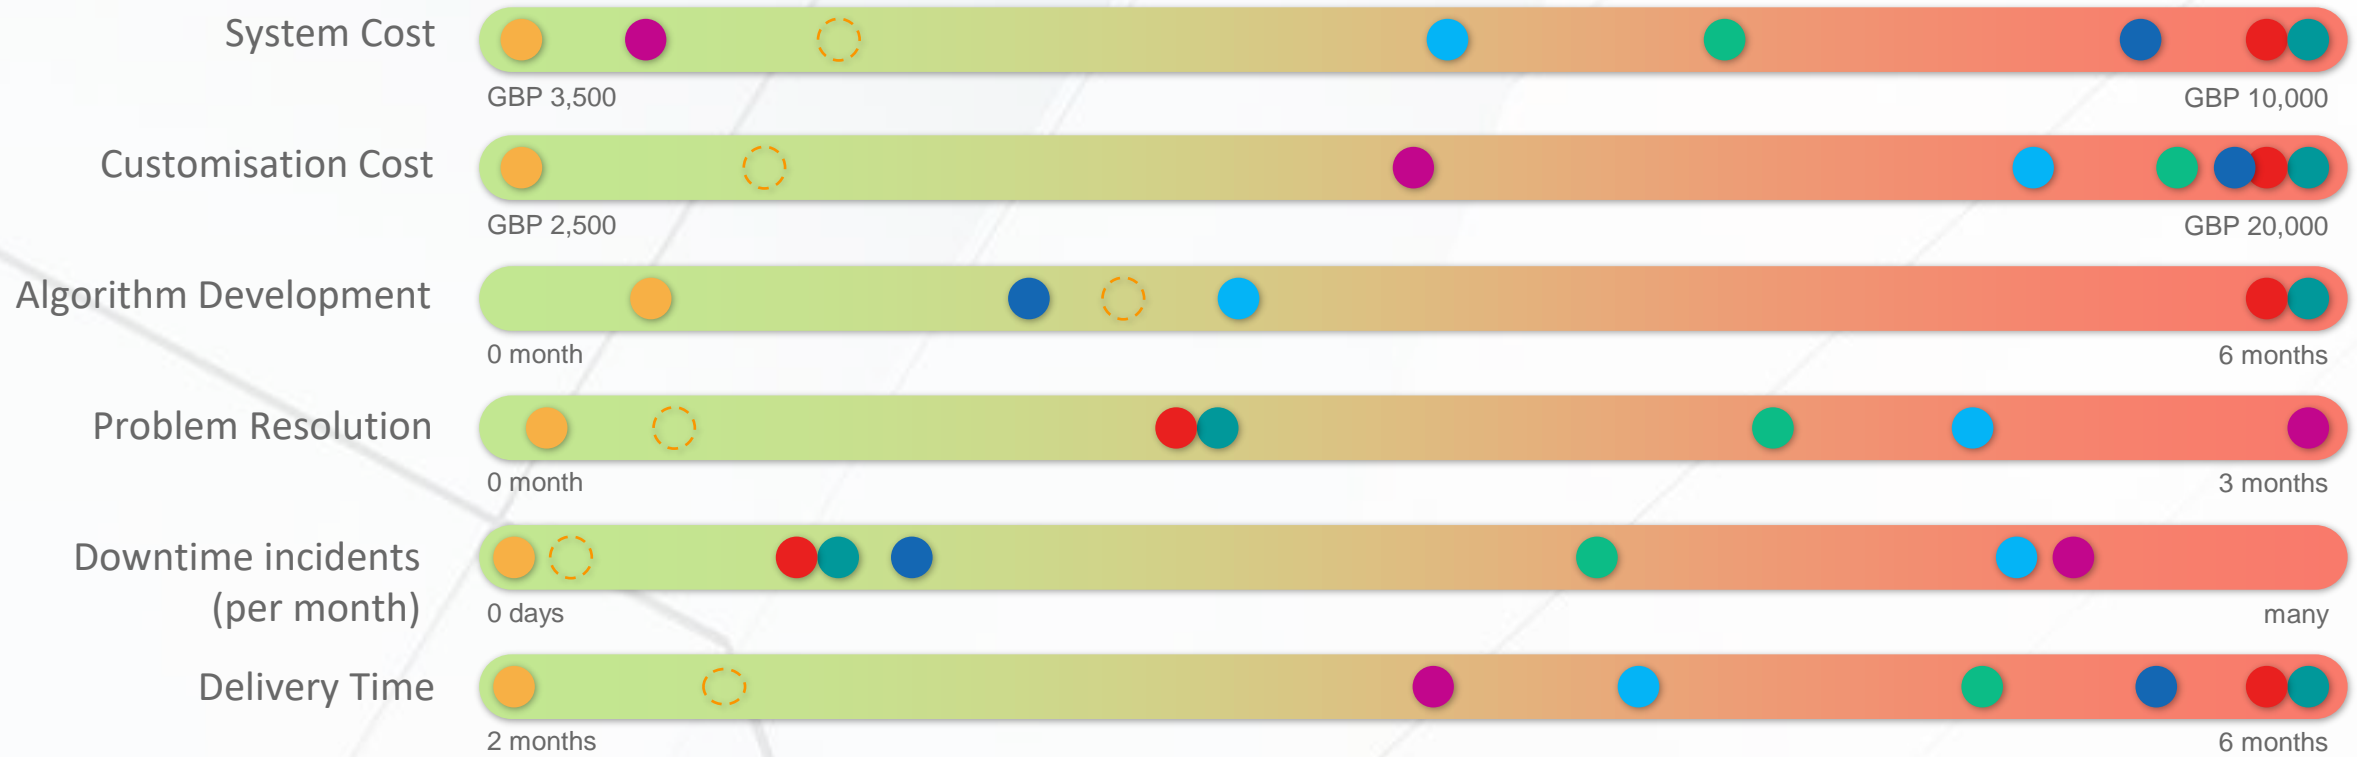 System Cost
GBP 3,500
GBP 10,000
Customisation Cost
GBP 2,500
GBP 20,000
Algorithm Development
0 month
6 months
Problem Resolution
0 month
3 months
Downtime incidents
(per month)
0 days
many
Delivery Time
2 months
6 months